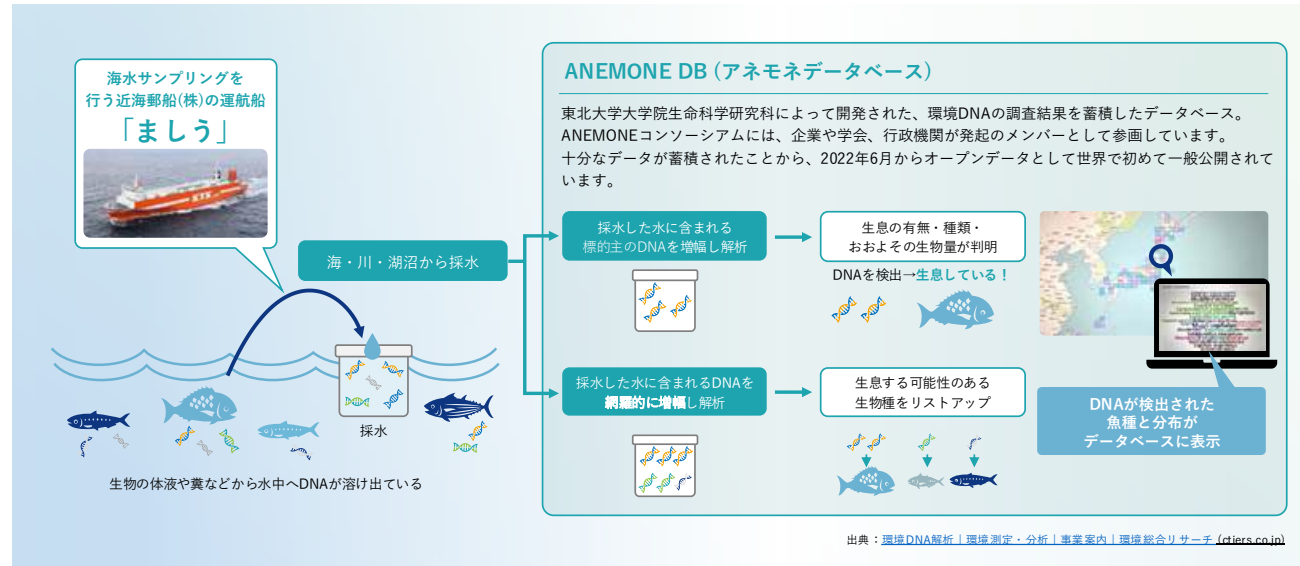 海水サンプリングを
行う近海郵船(株)の運航船
「ましう」
海・川・湖沼から採水
採水
生物の体液や糞などから水中へDNAが溶け出ている
ANEMONE DB (アネモネデータベース)
東北大学大学院生命科学研究科によって開発された、環境DNAの調査結果を蓄積したデータベース。
ANEMONEコンソーシアムには、企業や学会、行政機関が発起のメンバーとして参画しています。
十分なデータが蓄積されたことから、2022年6月からオープンデータとして世界で初めて一般公開されて
います。
採水した水に含まれる
標的主のDNAを増幅し解析
生息の有無・種類・
おおよその生物量が判明
DNAを検出→生息している！
採水した水に含まれるDNAを
網羅的に増幅し解析
生息する可能性のある
生物種をリストアップ
DNAが検出された
魚種と分布が
データベースに表示
出典：環境DNA解析｜環境測定・分析｜事業案内｜環境総合リサーチ (ctiers.co.jp)